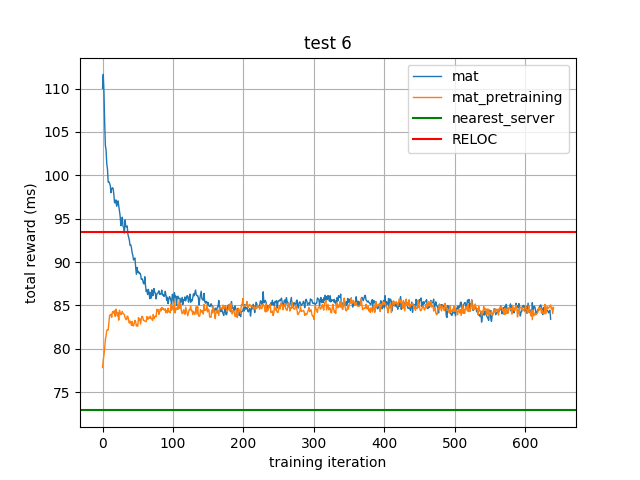 test 6
total reward (ms)
110
105
100
95
90
85
80
75
mat
mat_pretraining
nearest_server
RELOC
0 100 200 300 400 500 600
training iteration